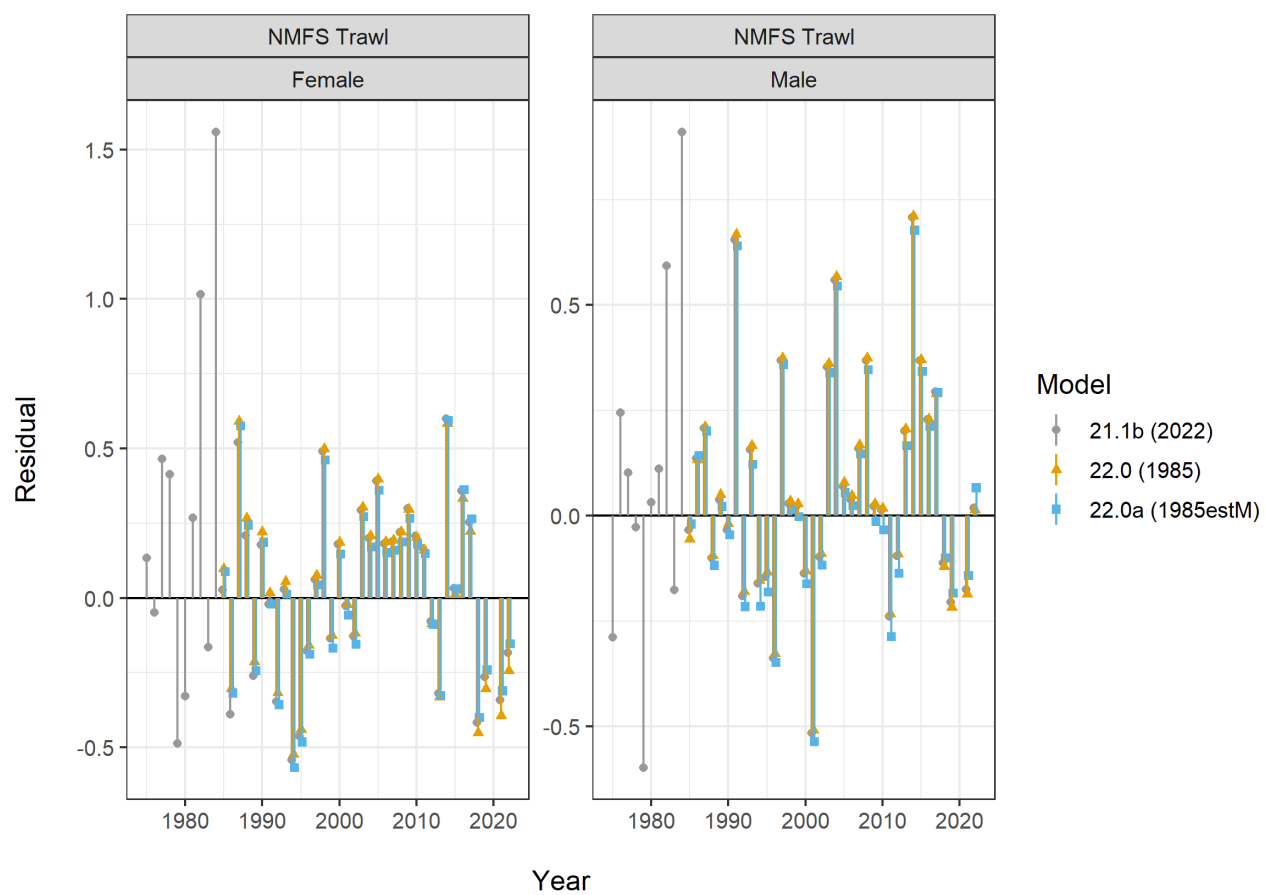 NMFS Trawl
Female
NMFS Trawl
Male
Residual
1.5
1.0
0.5
0.0
-0.5
0.5
0.0
-0.5
1980 1990 2000 2010 2020
1980 1990 2000 2010 2020
Year
Model
21.1b (2022)
22.0 (1985)
22.0a (1985estM)